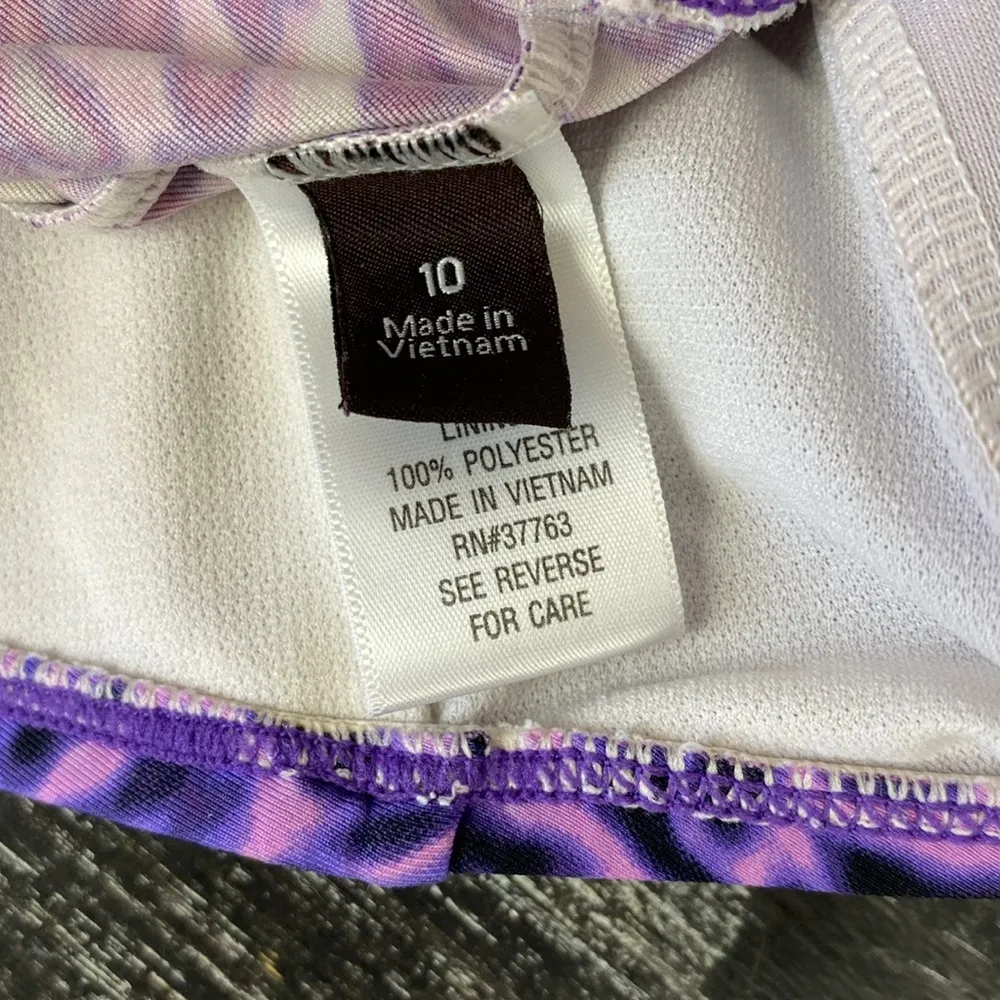 10
Made in
Vietnam
100% POLYESTER
MADE IN VIETNAM
RN#37763
SEE REVERSE
FOR CARE